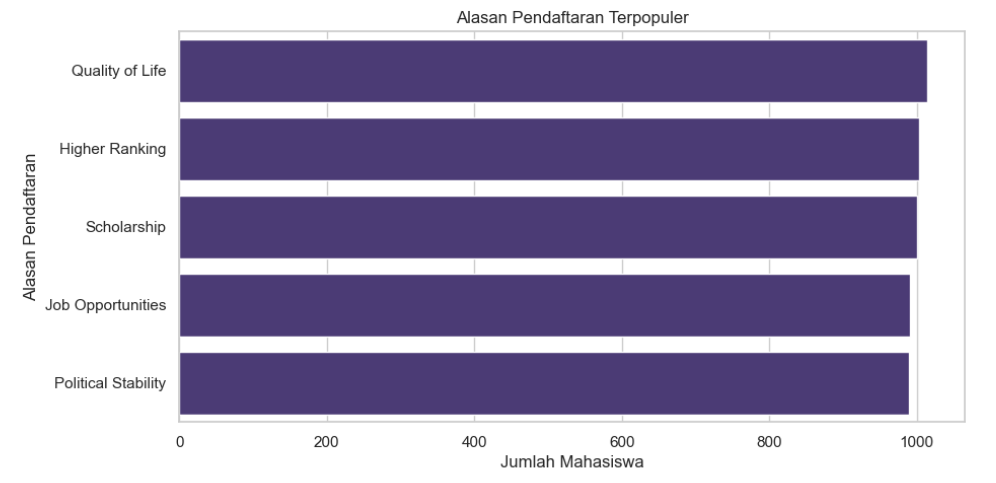 Alasan Pendaftaran Terpopuler
Alasan Pendaftaran
Quality of Life
Higher Ranking
Scholarship
Job Opportunities
Political Stability
0 200 400 600 800 1000
Jumlah Mahasiswa